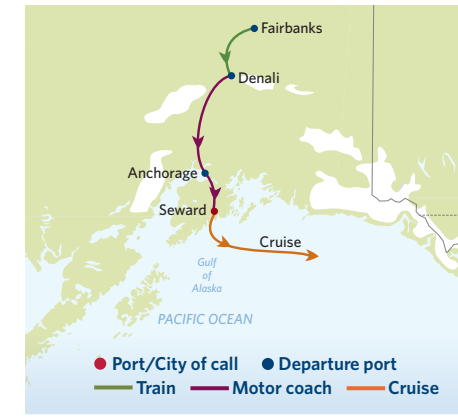 Fairbanks
Denali
Anchorage
Seward
Cruise
Gulf
of
Alaska
PACIFIC OCEAN
Port/City of call Departure port
Train Motor coach Cruise